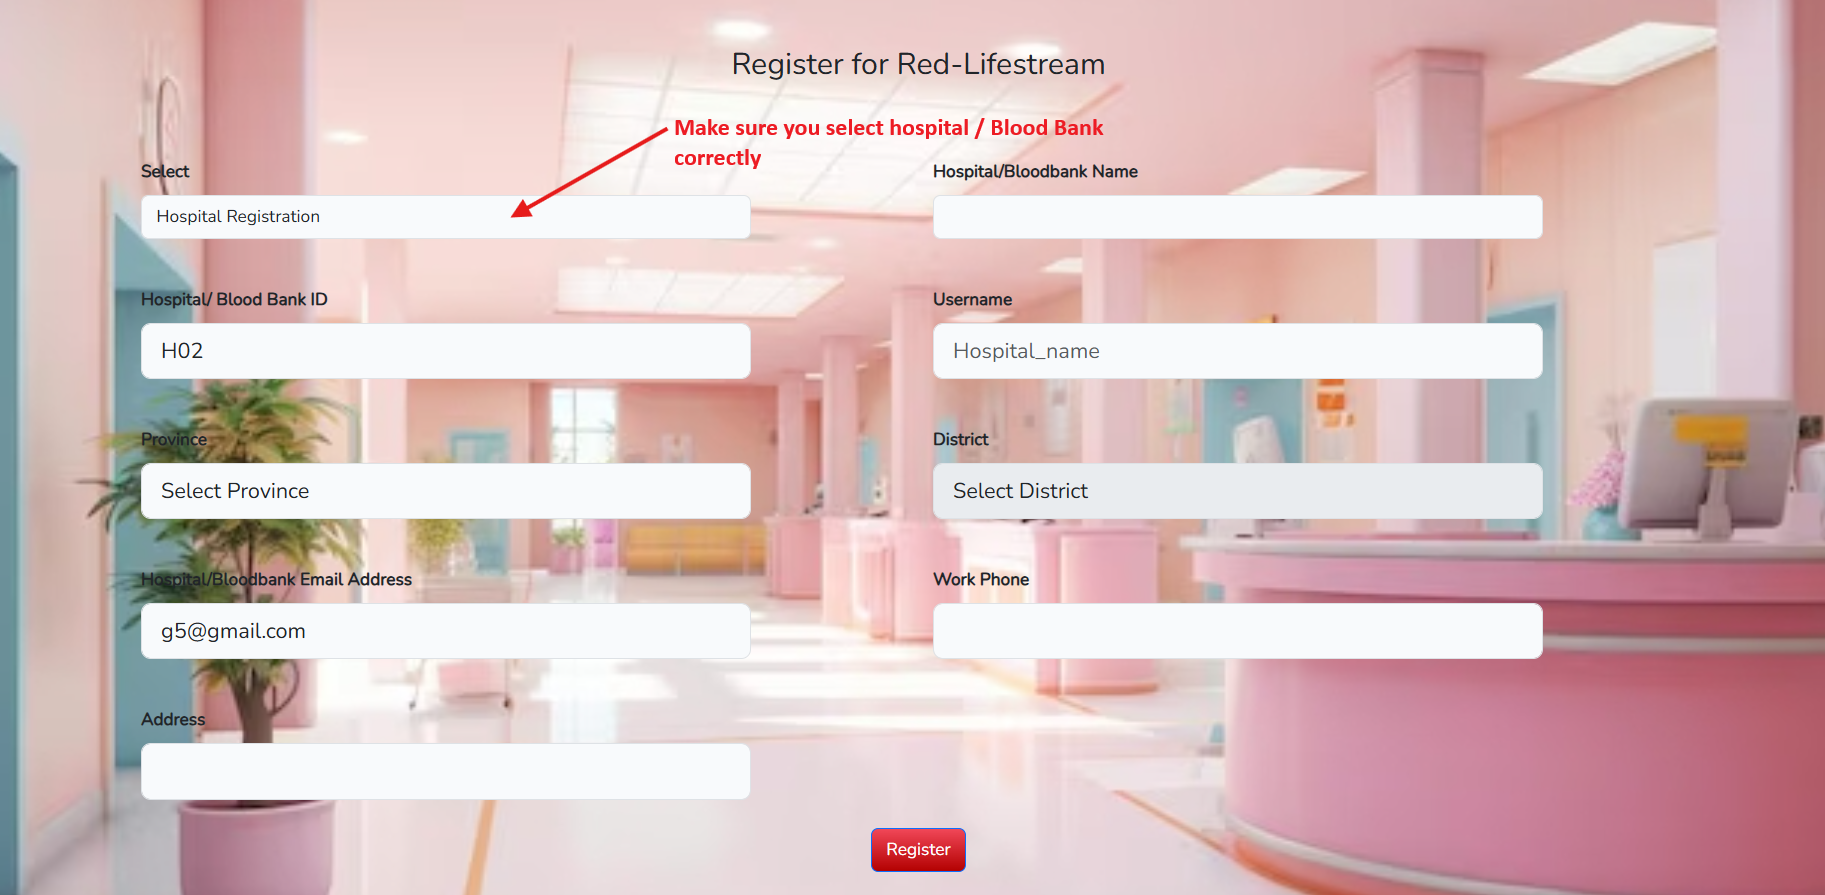 Register for Red-Lifestream
Make sure you select hospital / Blood Bank
correctly
Select
Hospital/Bloodbank Name
Hospital Registration
Hospital/ Blood Bank ID
Username
H02
Hospital_name
Province
District
Select Province
Select District
Hospital/Bloodbank Email Address
Work Phone
g5@gmail.com
Address
Register